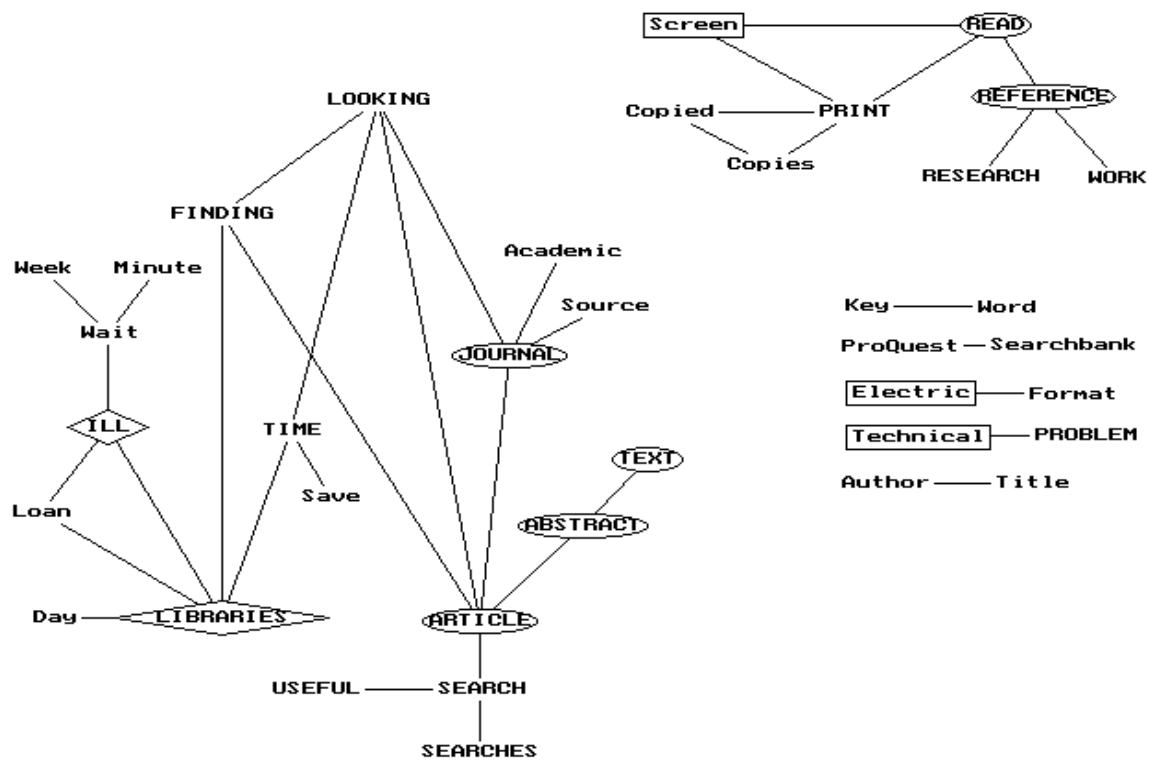 Screen
READ
LOOKING
REFERENCE
Copied
PRINT
Copies
RESEARCH
WORK
FINDING
Academic
Week
Minute
Source
Key
Word
Wait
JOURNAL
ProQuest
Searchbank
Electric
Format
ILL
TIME
Technical
PROBLEM
TEXT
Author
Title
Save
Loan
ABSTRACT
Day
LIBRARIES
ARTICLE
USEFUL
SEARCH
SEARCHES